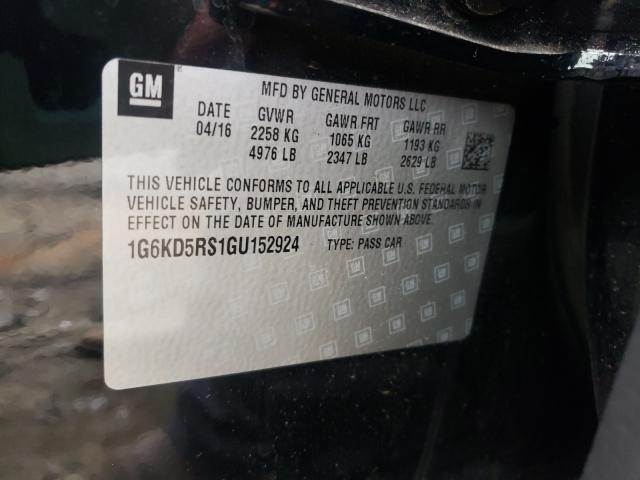 GM
MFD BY GENERAL MOTORS LLC
DATE GVWR GAWR FRT GAWR RR
04/16 2258 KG 1065 KG 1193 KG
4976 LB 2347 LB 2629 LB
THIS VEHICLE CONFORMS TO ALL APPLICABLE U.S. FEDERAL MOTOR
VEHICLE SAFETY, BUMPER, AND THEFT PREVENTION STANDARDS IN
EFFECT ON THE DATE OF MANUFACTURE SHOWN ABOVE.
1G6KD5RS1GU152924 TYPE: PASS CAR